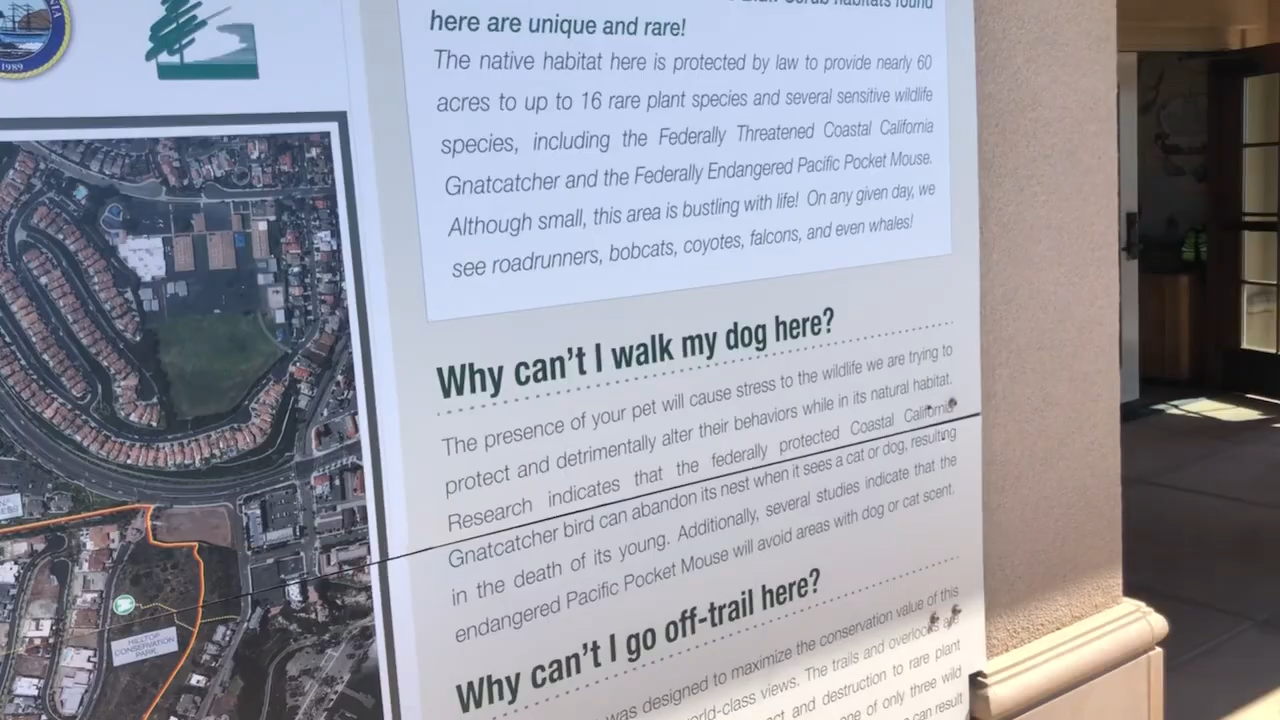 1989
Scrub habitats found
here are unique and rare!
The native habitat here is protected by law to provide nearly 60
acres to up to 16 rare plant species and several sensitive wildlife
species, including the Federally Threatened Coastal California
Gnatcatcher and the Federally Endangered Pacific Pocket Mouse.
Although small, this area is bustling with life! On any given day, we
see roadrunners, bobcats, coyotes, falcons, and even whales!
Why can't I walk my dog here?
The presence of your pet will cause stress to the wildlife we are trying to
protect and detrimentally alter their behaviors while in its natural habitat.
Research indicates that the federally protected Coastal California
Gnatcatcher bird can abandon its nest when it sees a cat or dog, resulting
in the death of its young. Additionally, several studies indicate that the
endangered Pacific Pocket Mouse will avoid areas with dog or cat scent.
Why can't I go off-trail here?
was designed to maximize the conservation value of this
views. The trails and overlooks are
and destruction to rare plant
of only three wild
can result
HILLTOP
CONSERVATION
PARK